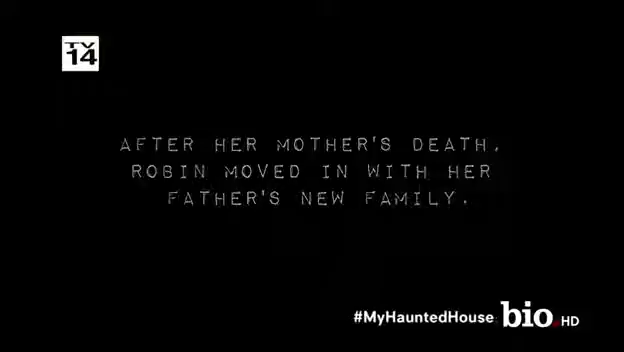 TV
14
AFTER HER MOTHER'S DEATH,
ROBIN MOVED IN WITH HER
FATHER'S NEW FAMILY.
#MyHauntedHouse bio.HD